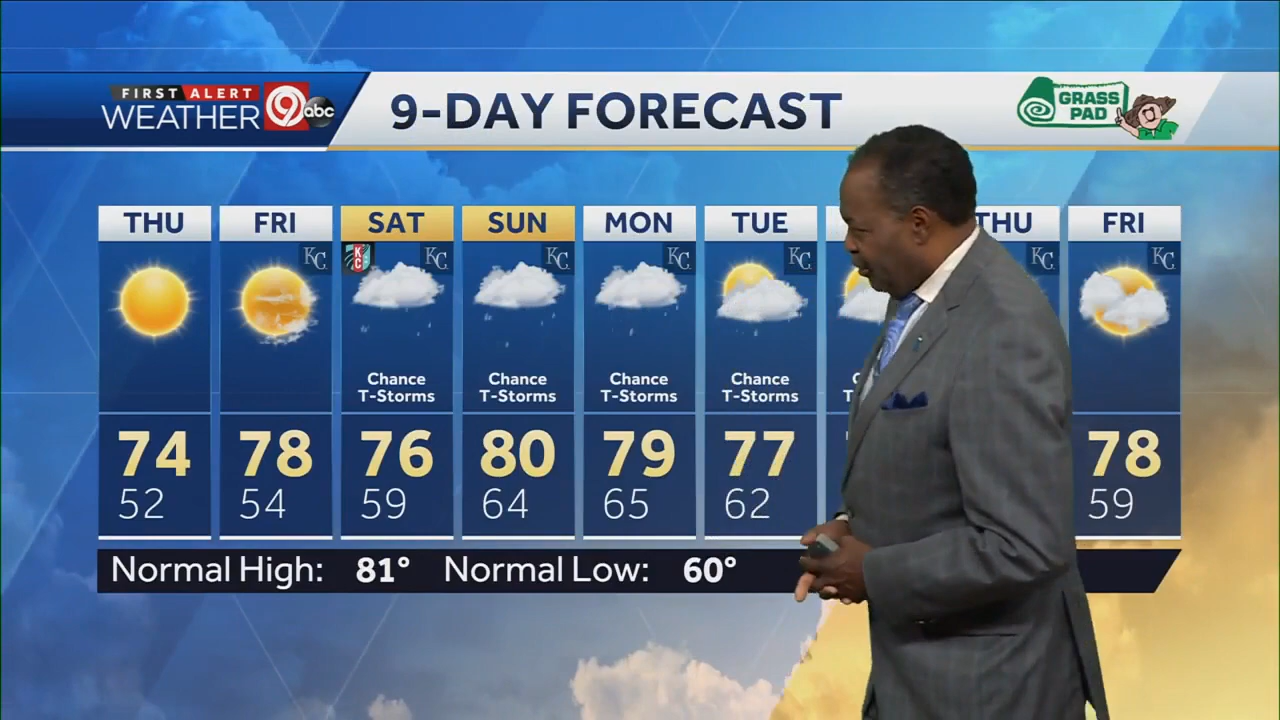 FIRST ALERT
WEATHER 9 abc
9-DAY FORECAST
GRASS
PAD
THU FRI SAT SUN MON TUE THU FRI
KC KC KC KC KC KC KC KC
Chance Chance Chance Chance
T-Storms T-Storms T-Storms T-Storms
74 78 76 80 79 77 78
52 54 59 64 65 62 59
Normal High: 81° Normal Low: 60°